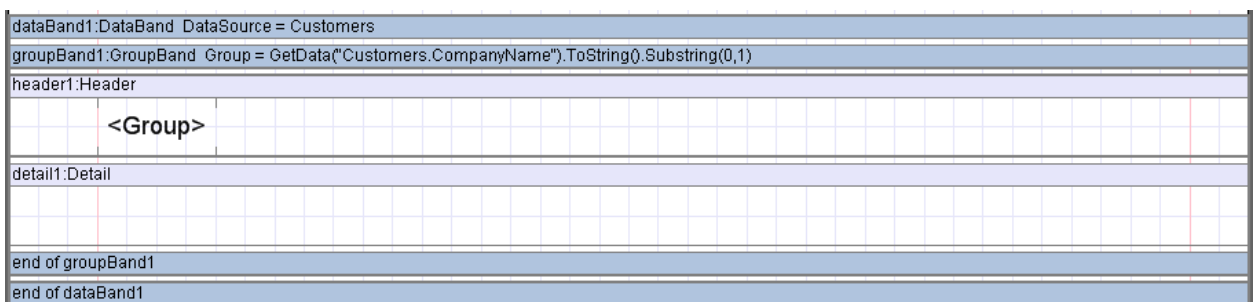 dataBand1:DataBand  DataSource = Customers
groupBand1:GroupBand  Group = GetData("Customers.CompanyName").ToString().Substring(0,1)
header1:Header
<Group>
detail1:Detail
end of groupBand1
end of dataBand1